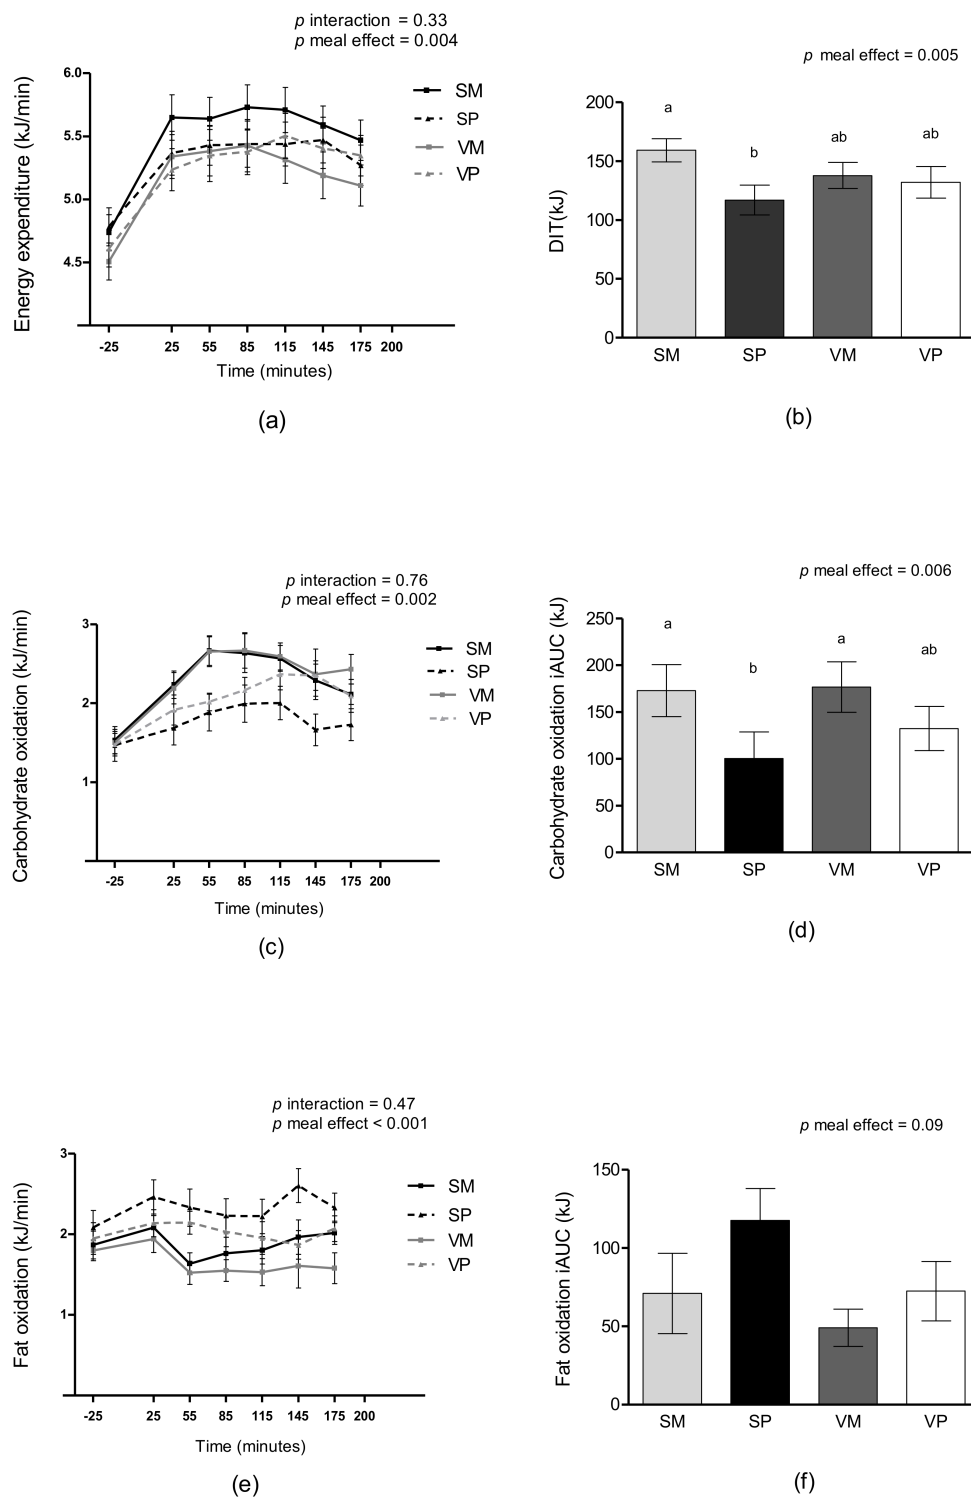 p interaction = 0.33
p meal effect = 0.004
Energy expenditure (kJ/min)
6.0
5.5
5.0
4.5
SM
SP
VM
VP
-25 25 55 85 115 145 175 200
Time (minutes)
(a)
p meal effect = 0.005
DIT(kJ)
200
150
100
50
0
a
b
ab
ab
SM SP VM VP
(b)
p interaction = 0.76
p meal effect = 0.002
Carbohydrate oxidation (kJ/min)
3
2
1
SM
SP
VM
VP
-25 25 55 85 115 145 175 200
Time (minutes)
(c)
p meal effect = 0.006
Carbohydrate oxidation iAUC (kJ)
250
200
150
100
50
0
a
b
a
ab
SM SP VM VP
(d)
p interaction = 0.47
p meal effect < 0.001
Fat oxidation (kJ/min)
3
2
1
SM
SP
VM
VP
-25 25 55 85 115 145 175 200
Time (minutes)
(e)
p meal effect = 0.09
Fat oxidation iAUC (kJ)
150
100
50
0
SM SP VM VP
(f)